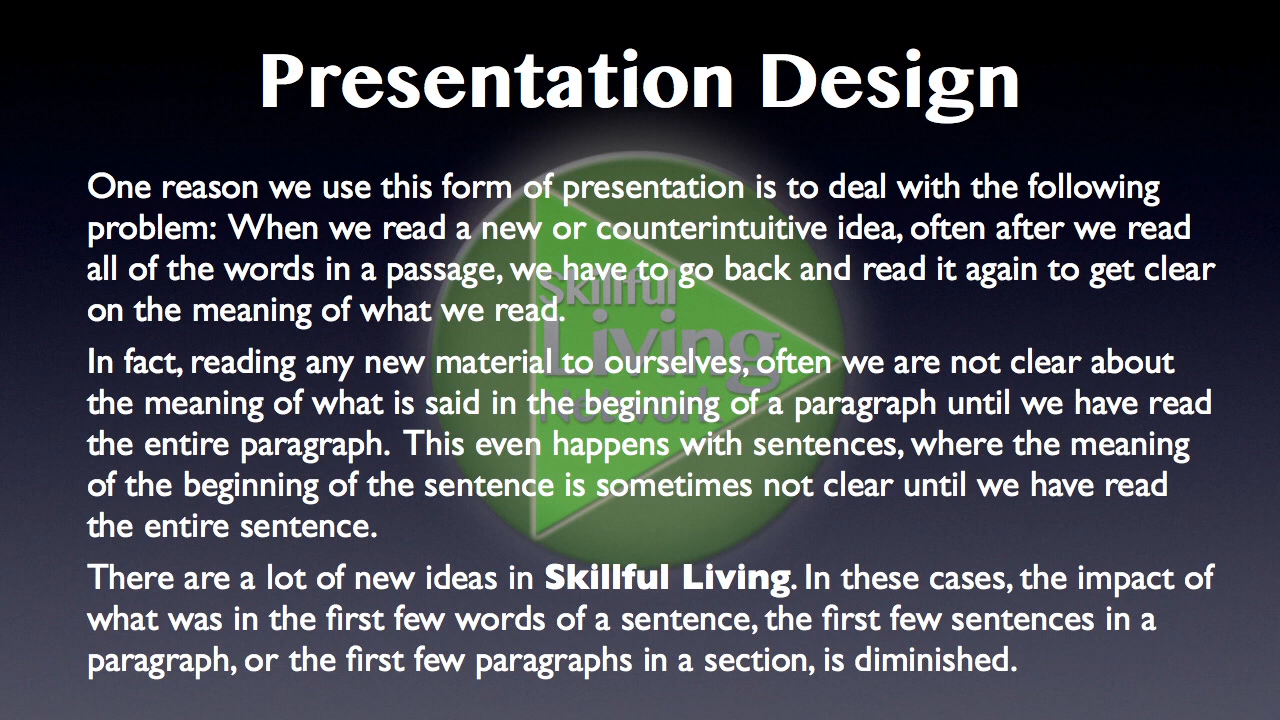 Presentation Design
One reason we use this form of presentation is to deal with the following
problem: When we read a new or counterintuitive idea, often after we read
all of the words in a passage, we have to go back and read it again to get clear
on the meaning of what we read.
In fact, reading any new material to ourselves, often we are not clear about
the meaning of what is said in the beginning of a paragraph until we have read
the entire paragraph. This even happens with sentences, where the meaning
of the beginning of the sentence is sometimes not clear until we have read
the entire sentence.
There are a lot of new ideas in Skillful Living. In these cases, the impact of
what was in the first few words of a sentence, the first few sentences in a
paragraph, or the first few paragraphs in a section, is diminished.
Skillful
Living
Network